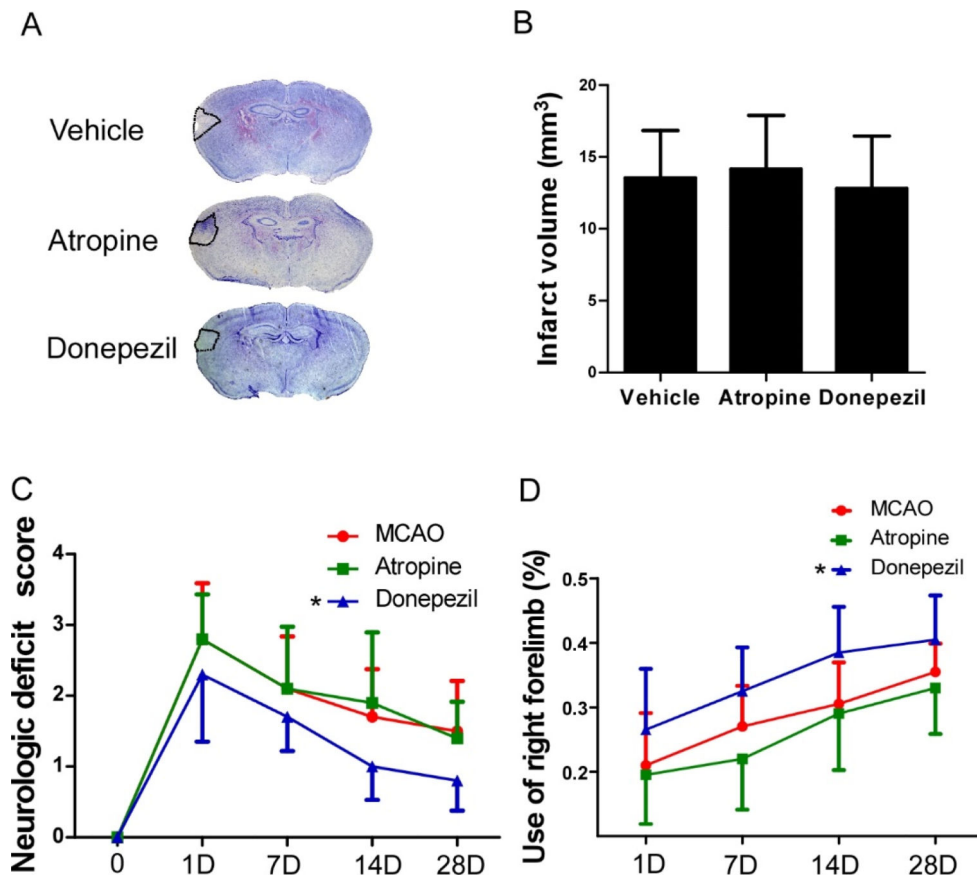 A
Vehicle
Atropine
Donepezil
B
Infarct volume (mm³)
20
15
10
5
0
Vehicle Atropine Donepezil
C
Neurologic deficit score
MCAO
Atropine
* Donepezil
4
3
2
1
0
0 1D 7D 14D 28D
D
Use of right forelimb (%)
MCAO
Atropine
* Donepezil
0.5
0.4
0.3
0.2
1D 7D 14D 28D